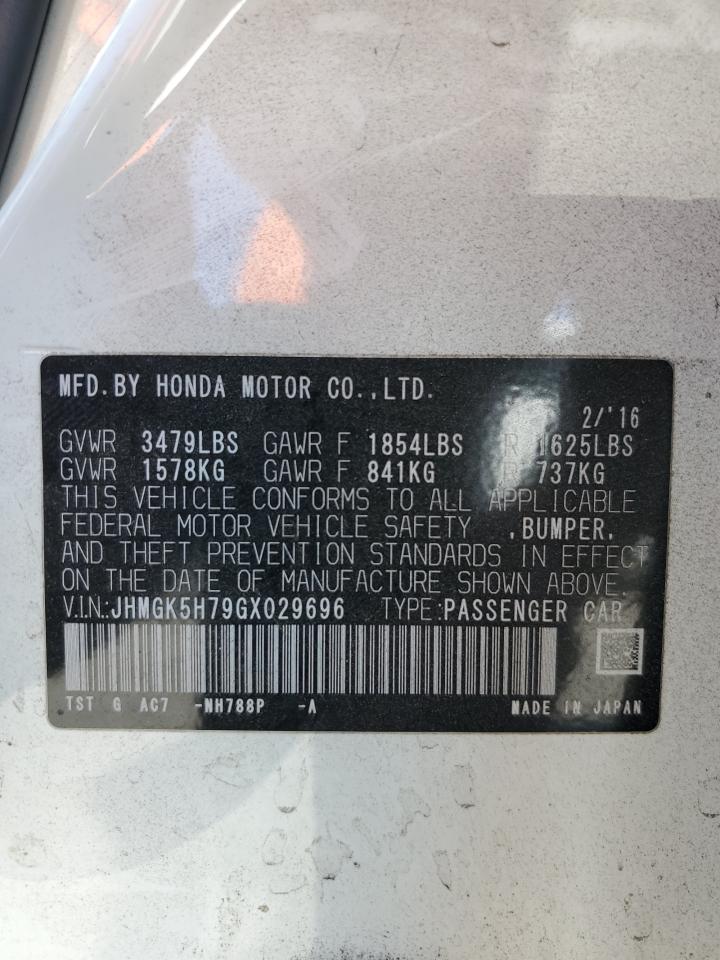 MFD. BY HONDA MOTOR CO., LTD.
2/'16
GVWR 3479LBS GAWR F 1854LBS R 1625LBS
GVWR 1578KG GAWR F 841KG R 737KG
THIS VEHICLE CONFORMS TO ALL APPLICABLE
FEDERAL MOTOR VEHICLE SAFETY , BUMPER,
AND THEFT PREVENTION STANDARDS IN EFFECT
ON THE DATE OF MANUFACTURE SHOWN ABOVE.
V.I.N.: JHMGK5H79GX029696 TYPE: PASSENGER CAR
TST G AC7 -NH788P -A MADE IN JAPAN